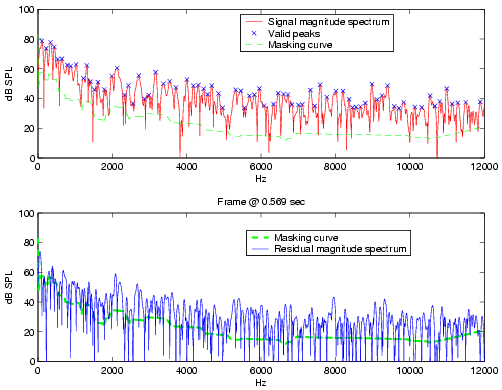 100
80
60
40
20
0
dB SPL
Signal magnitude spectrum
Valid peaks
Masking curve
0 2000 4000 6000 8000 10000 12000
Hz
Frame @ 0.569 sec
100
80
60
40
20
0
dB SPL
Masking curve
Residual magnitude spectrum
0 2000 4000 6000 8000 10000 12000
Hz